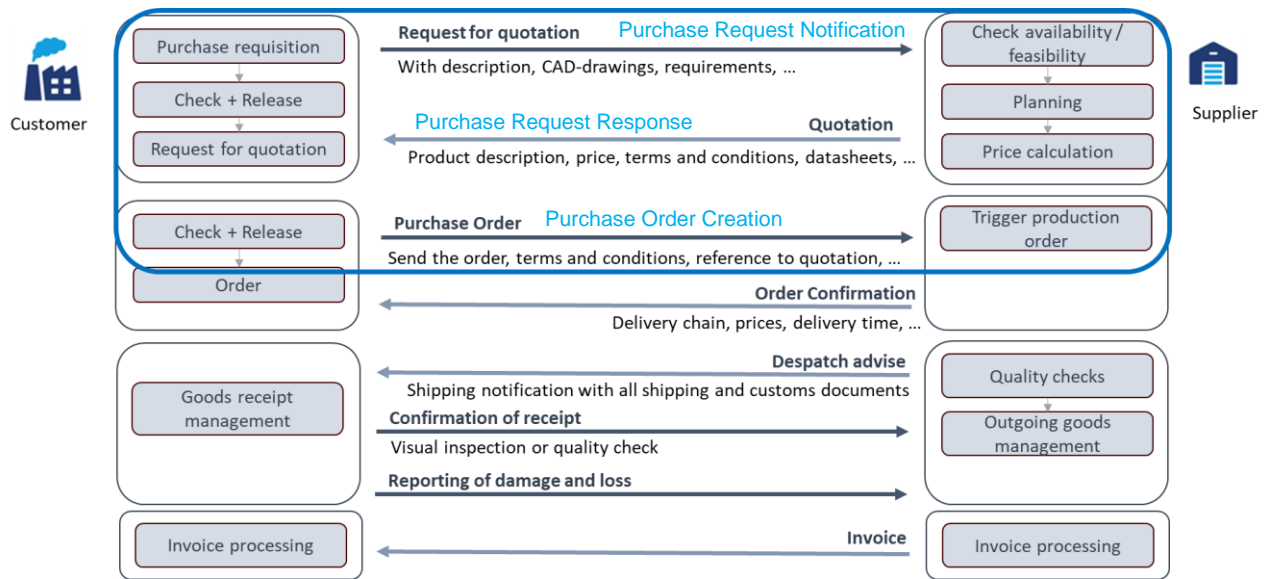 Customer
Purchase requisition
Check + Release
Request for quotation
Request for quotation Purchase Request Notification
With description, CAD-drawings, requirements, ...
Purchase Request Response Quotation
Product description, price, terms and conditions, datasheets, ...
Check availability /
feasibility
Planning
Price calculation
Supplier
Check + Release
Order
Purchase Order Purchase Order Creation
Send the order, terms and conditions, reference to quotation, ...
Order Confirmation
Delivery chain, prices, delivery time, ...
Trigger production
order
Goods receipt
management
Despatch advise
Shipping notification with all shipping and customs documents
Confirmation of receipt
Visual inspection or quality check
Reporting of damage and loss
Quality checks
Outgoing goods
management
Invoice processing
Invoice
Invoice processing